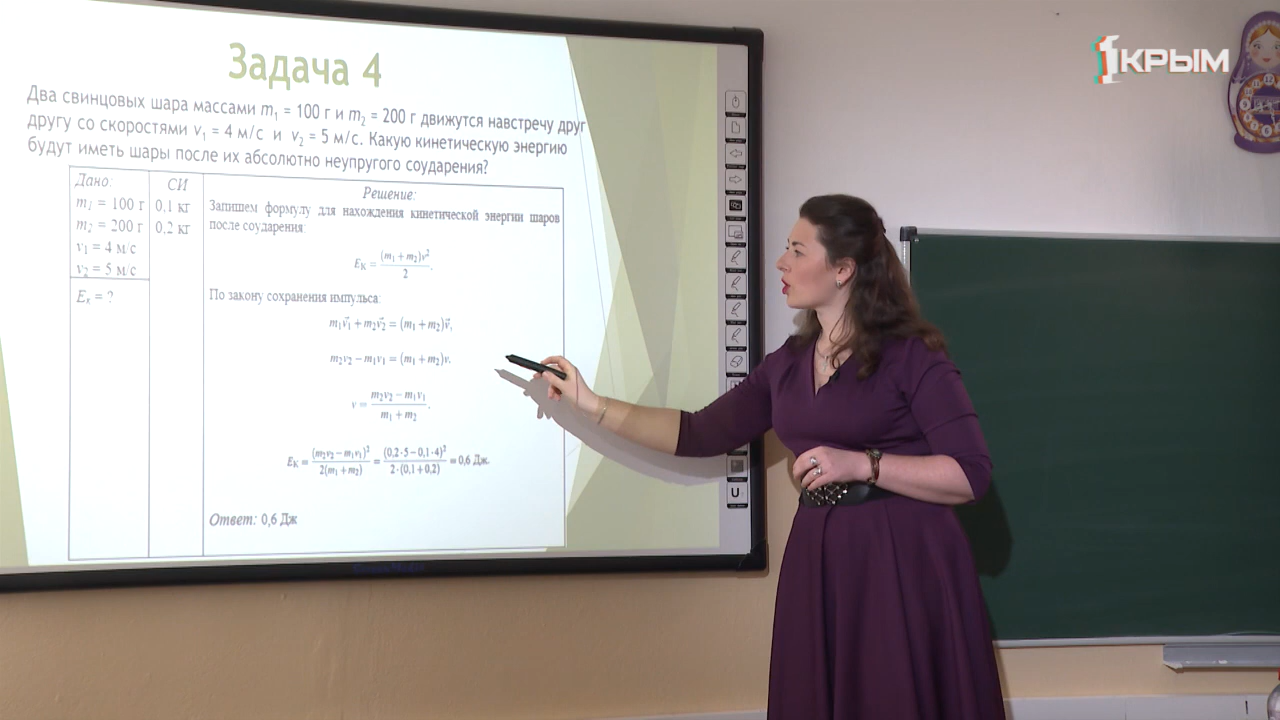 1КРЫМ
Задача 4
Два свинцовых шара массами m₁ = 100 г и m₂ = 200 г движутся навстречу друг
другу со скоростями v₁ = 4 м/с и v₂ = 5 м/с. Какую кинетическую энергию
будут иметь шары после их абсолютно неупругого соударения?
Дано:
m₁ = 100 г
m₂ = 200 г
v₁ = 4 м/с
v₂ = 5 м/с
Eₖ = ?
СИ
0,1 кг
0.2 кг
Решение:
Запишем формулу для нахождения кинетической энергии шаров
после соударения:
Eₖ = (m₁ + m₂)v²/2.
По закону сохранения импульса:
m₁v⃗₁ + m₂v⃗₂ = (m₁ + m₂)v⃗,
m₂v₂ − m₁v₁ = (m₁ + m₂)v.
v = m₂v₂ − m₁v₁/m₁ + m₂.
Eₖ = (m₂v₂ − m₁v₁)²/2(m₁ + m₂) = (0,2·5 − 0,1·4)²/2·(0,1 + 0,2) = 0,6 Дж.
Ответ: 0,6 Дж
U